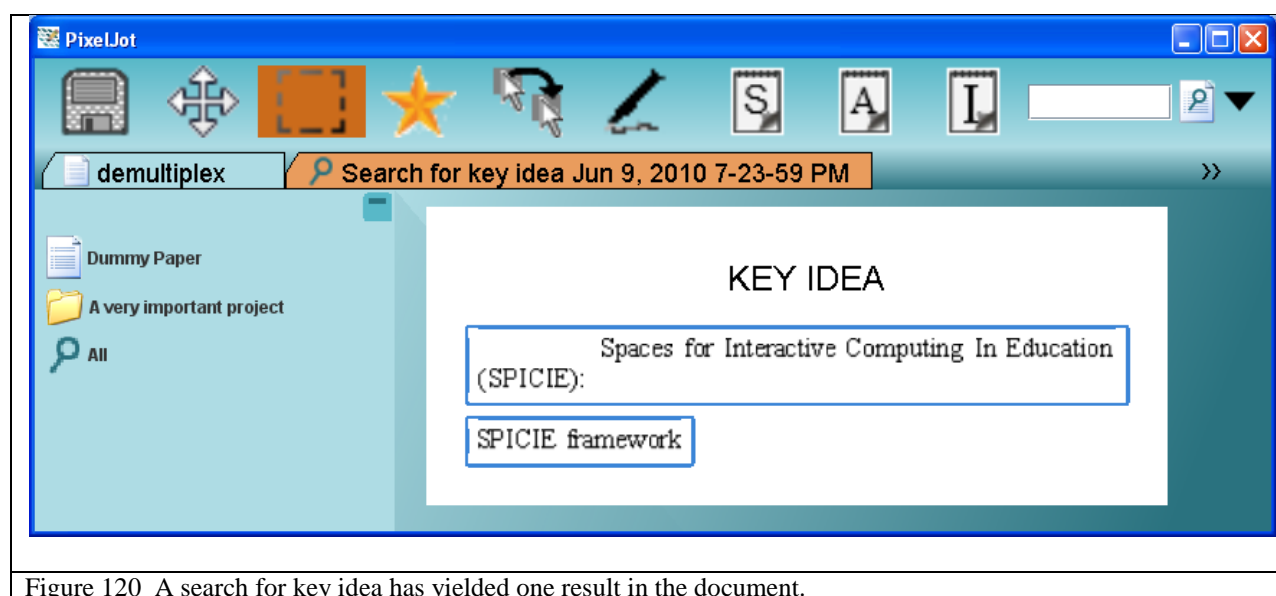 PixelJot
S A I
demultiplex
Search for key idea Jun 9, 2010 7-23-59 PM
»
Dummy Paper
A very important project
All
KEY IDEA
Spaces for Interactive Computing In Education
(SPICIE):
SPICIE framework
Figure 120 A search for key idea has yielded one result in the document.